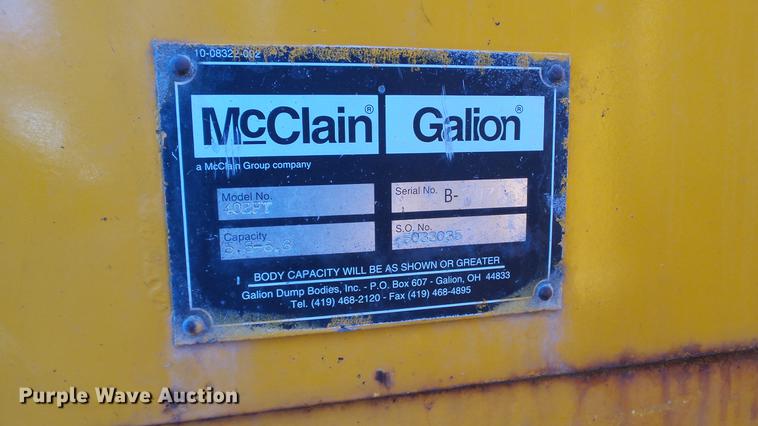 10-08322-002
McClain® Galion®
a McClain Group company
Model No.
402PT
Serial No. B-
Capacity
S.O. No.
5033035
BODY CAPACITY WILL BE AS SHOWN OR GREATER
Galion Dump Bodies, Inc. - P.O. Box 607 - Galion, OH 44833
Tel. (419) 468-2120 - Fax (419) 468-4895
Purple Wave Auction